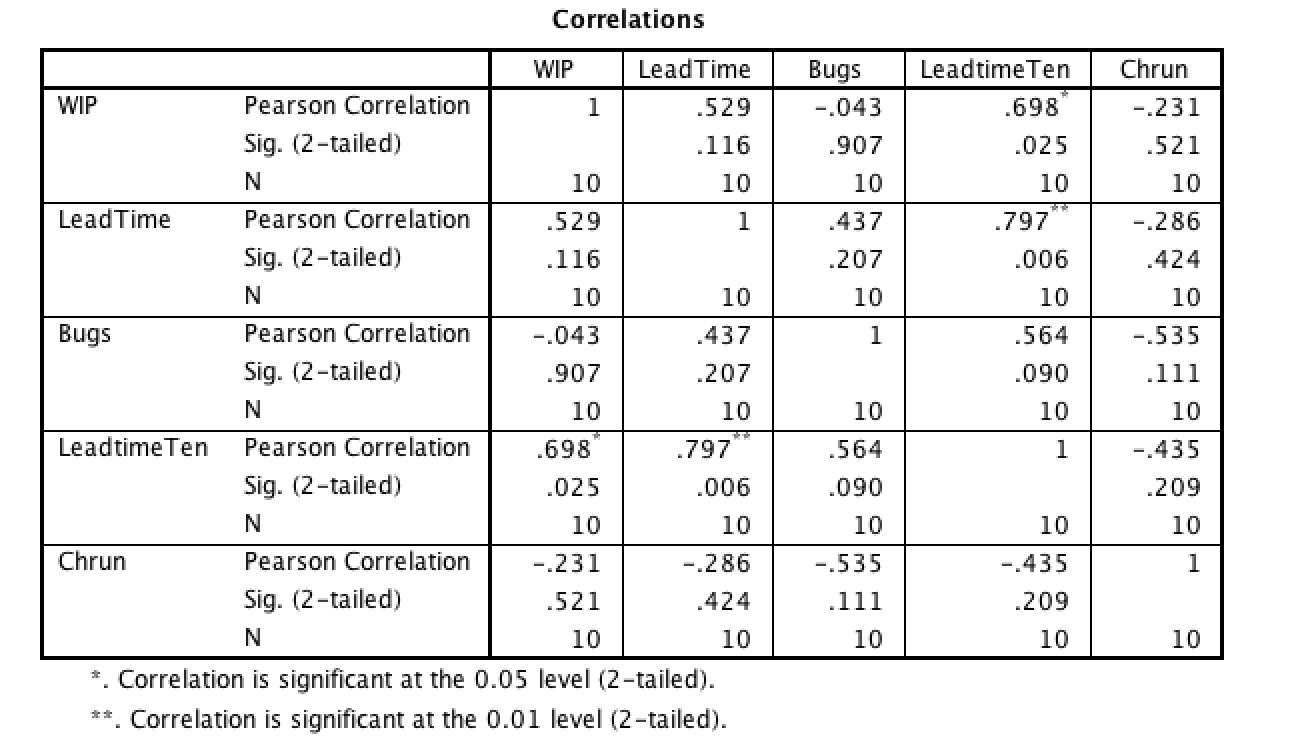 Correlations
WIP LeadTime Bugs LeadtimeTen Chrun
WIP Pearson Correlation 1 .529 -.043 .698* -.231
Sig. (2-tailed) .116 .907 .025 .521
N 10 10 10 10 10
LeadTime Pearson Correlation .529 1 .437 .797** -.286
Sig. (2-tailed) .116 .207 .006 .424
N 10 10 10 10 10
Bugs Pearson Correlation -.043 .437 1 .564 -.535
Sig. (2-tailed) .907 .207 .090 .111
N 10 10 10 10 10
LeadtimeTen Pearson Correlation .698* .797** .564 1 -.435
Sig. (2-tailed) .025 .006 .090 .209
N 10 10 10 10 10
Chrun Pearson Correlation -.231 -.286 -.535 -.435 1
Sig. (2-tailed) .521 .424 .111 .209
N 10 10 10 10 10
*. Correlation is significant at the 0.05 level (2-tailed).
**. Correlation is significant at the 0.01 level (2-tailed).